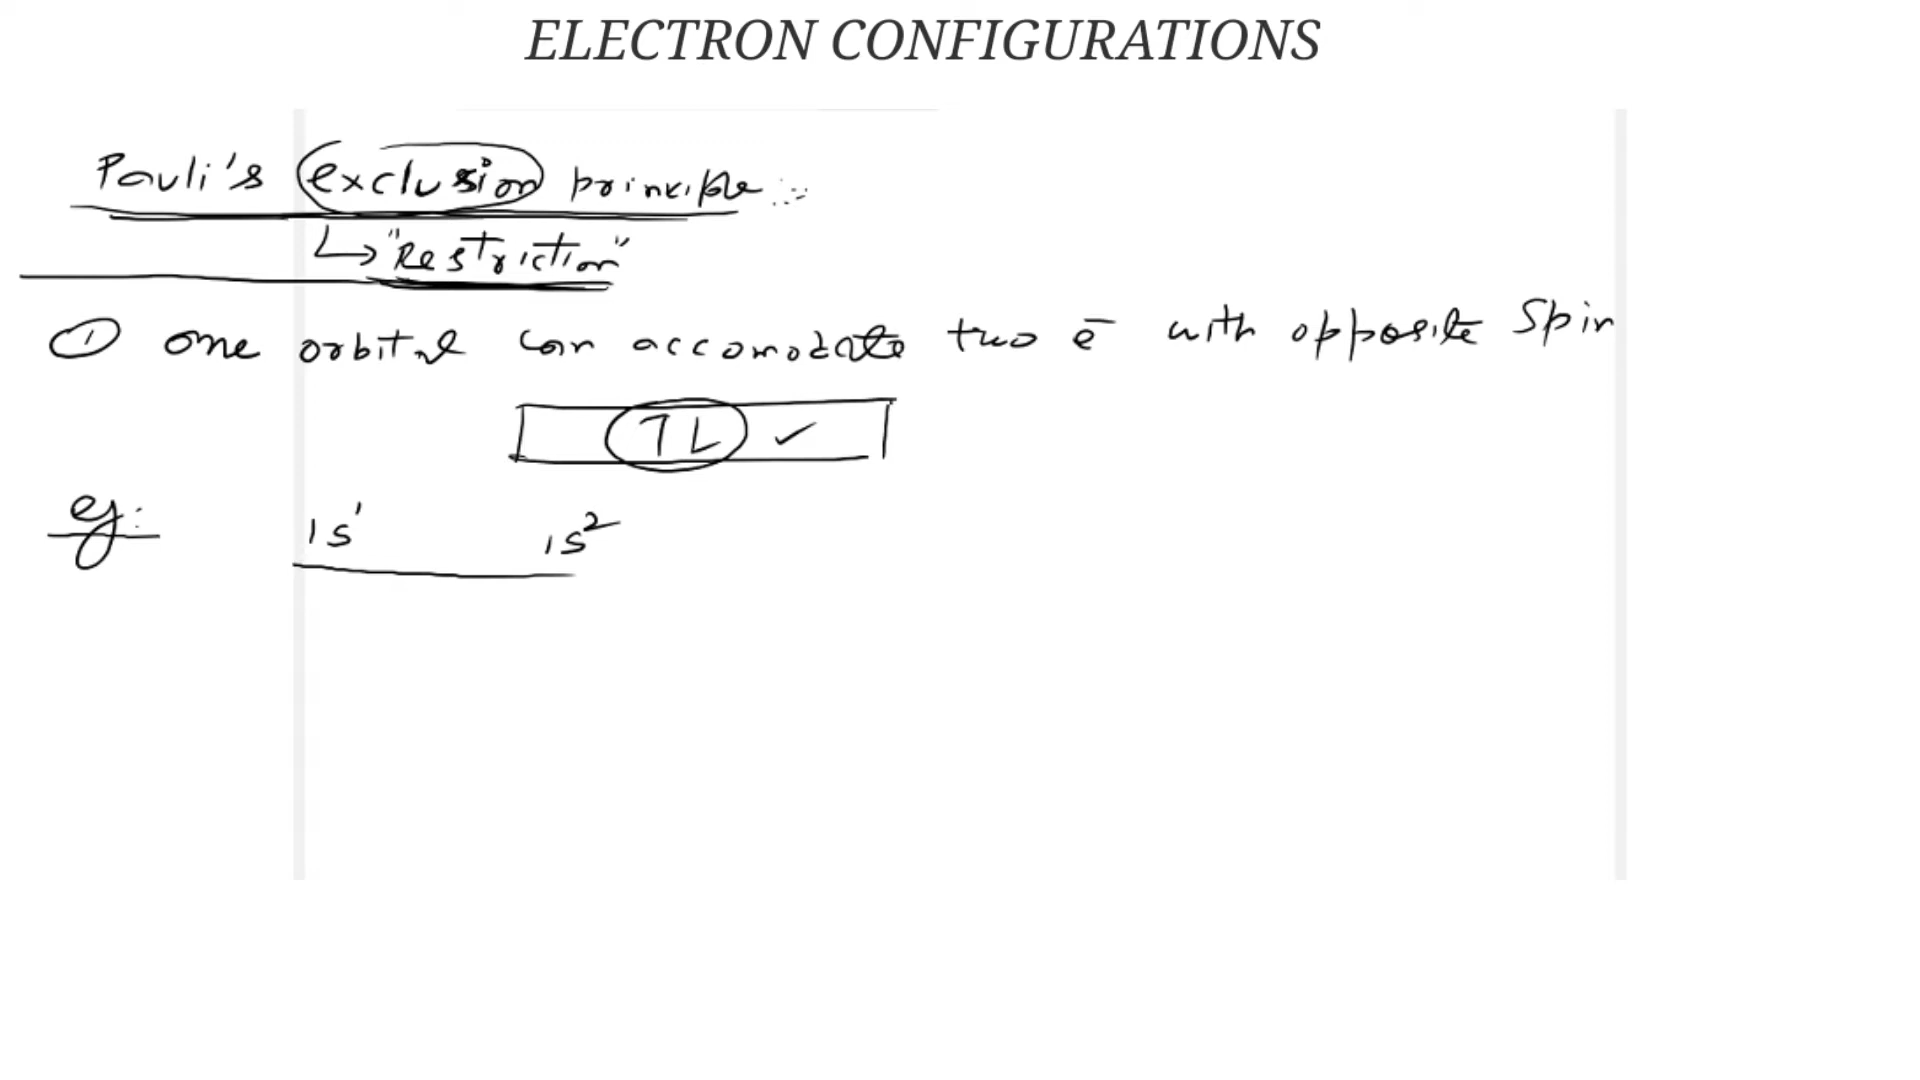 ELECTRON CONFIGURATIONS
Pauli's exclusion principle :-
↳ "Restriction"
① one orbital can accomodate two e⁻ with opposite Spin
↑↓ ✓
eg: 1s¹ 1s²